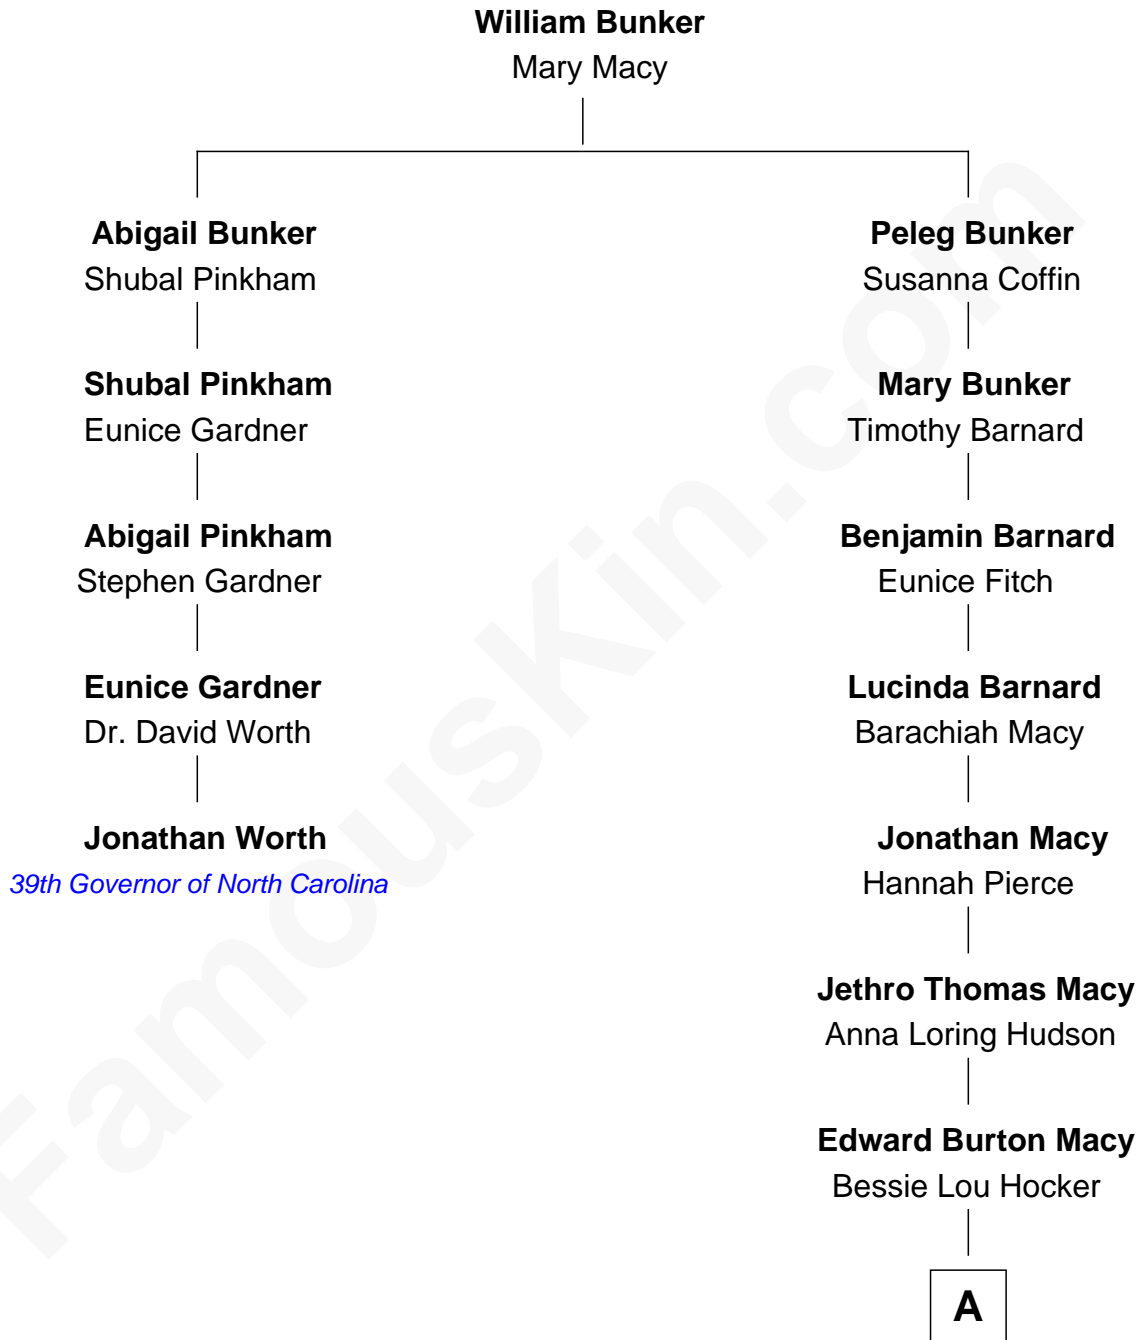 William Bunker
Mary Macy
Abigail Bunker
Shubal Pinkham
Peleg Bunker
Susanna Coffin
Shubal Pinkham
Eunice Gardner
Mary Bunker
Timothy Barnard
Abigail Pinkham
Stephen Gardner
Benjamin Barnard
Eunice Fitch
Eunice Gardner
Dr. David Worth
Lucinda Barnard
Barachiah Macy
Jonathan Worth
39th Governor of North Carolina
Jonathan Macy
Hannah Pierce
Jethro Thomas Macy
Anna Loring Hudson
Edward Burton Macy
Bessie Lou Hocker
A
FamousKin.com